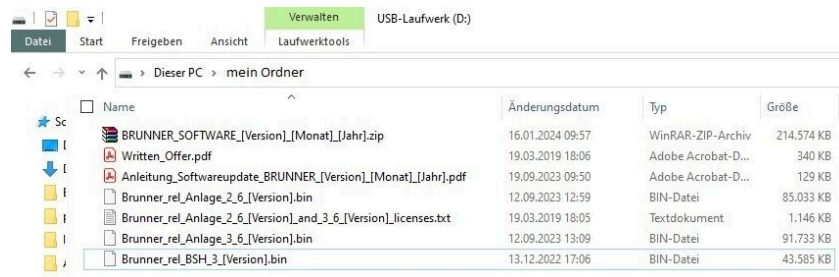 Verwalten USB-Laufwerk (D:)
Datei Start Freigeben Ansicht Laufwerktools
Dieser PC > mein Ordner
Name Änderungsdatum Typ Größe
BRUNNER_SOFTWARE_[Version]_[Monat]_[Jahr].zip 16.01.2024 09:57 WinRAR-ZIP-Archiv 214.574 KB
Written_Offer.pdf 19.03.2019 18:06 Adobe Acrobat-D... 340 KB
Anleitung_Softwareupdate_BRUNNER_[Version]_[Monat]_[Jahr].pdf 19.09.2023 09:50 Adobe Acrobat-D... 129 KB
Brunner_rel_Anlage_2_6_[Version].bin 12.09.2023 12:59 BIN-Datei 85.033 KB
Brunner_rel_Anlage_2_6_[Version]_and_3_6_[Version]_licenses.txt 19.03.2019 18:05 Textdokument 1.146 KB
Brunner_rel_Anlage_3_6_[Version].bin 12.09.2023 13:09 BIN-Datei 91.733 KB
Brunner_rel_BSH_3_[Version].bin 13.12.2022 17:06 BIN-Datei 43.585 KB